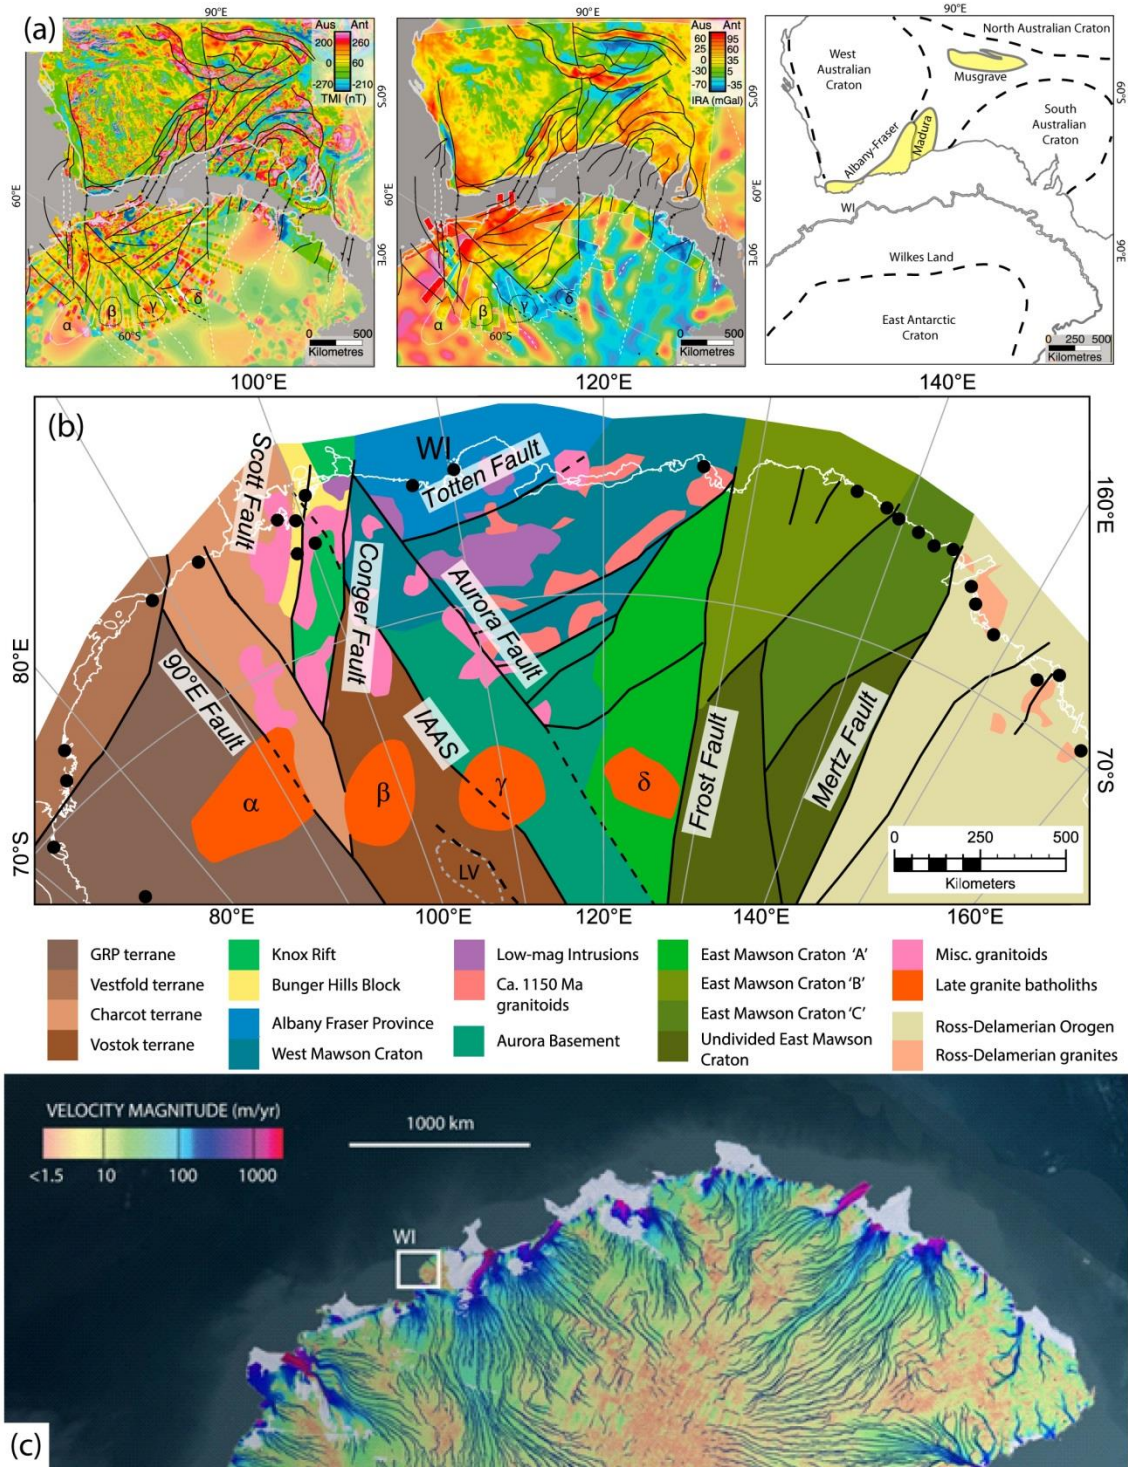 (a)
90°E
Aus Ant
200 260
0 60
-270 -210
TMI (nT)
60°S
60°E
90°E
α
β
γ
δ
60°S
0 500
Kilometres
90°E
Aus Ant
60 95
30 65
0 35
-30 5
-70 -35
IRA (mGal)
60°S
60°E
90°E
α
β
γ
δ
60°S
0 500
Kilometres
90°E
North Australian Craton
West
Australian
Craton
Musgrave
60°S
South
Australian
Craton
Albany-Fraser
Madura
60°E
WI
90°E
Wilkes Land
East Antarctic
Craton
0 250 500
Kilometres
100°E
120°E
140°E
(b)
WI
Scott Fault
Totten Fault
160°E
Conger Fault
Aurora Fault
80°E
90°E Fault
IAAS
Frost Fault
Mertz Fault
70°S
α
β
γ
δ
LV
0 250 500
Kilometers
70°S
80°E
100°E
120°E
140°E
160°E
GRP terrane
Vestfold terrane
Charcot terrane
Vostok terrane
Knox Rift
Bunger Hills Block
Albany Fraser Province
West Mawson Craton
Low-mag Intrusions
Ca. 1150 Ma
granitoids
Aurora Basement
East Mawson Craton 'A'
East Mawson Craton 'B'
East Mawson Craton 'C'
Undivided East Mawson
Craton
Misc. granitoids
Late granite batholiths
Ross-Delamerian Orogen
Ross-Delamerian granites
VELOCITY MAGNITUDE (m/yr)
<1.5 10 100 1000
1000 km
WI
(c)